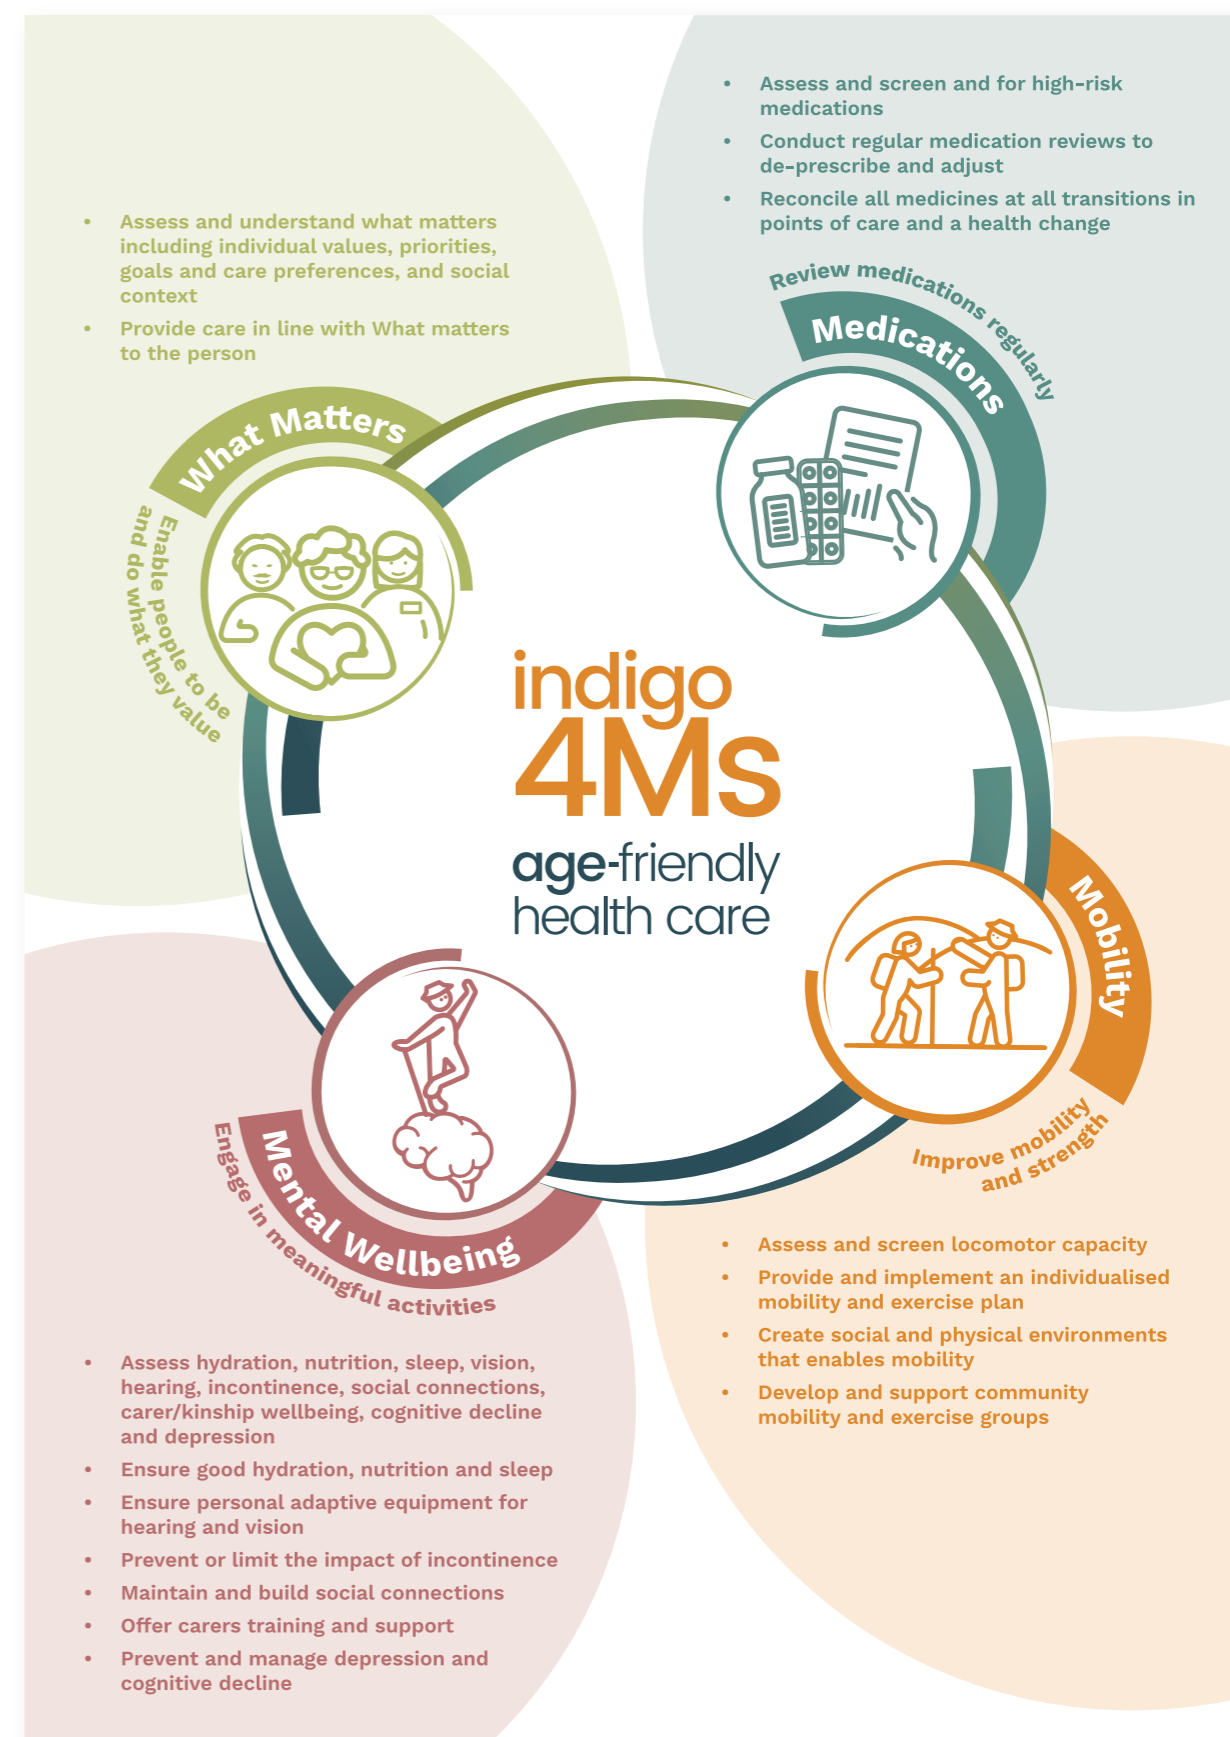 • Assess and understand what matters
including individual values, priorities,
goals and care preferences, and social
context
• Provide care in line with What matters
to the person
What Matters
Enable people to be
and do what they value
• Assess and screen and for high-risk
medications
• Conduct regular medication reviews to
de-prescribe and adjust
• Reconcile all medicines at all transitions in
points of care and a health change
Review medications regularly
Medications
indigo
4Ms
age-friendly
health care
Mobility
Improve mobility
and strength
• Assess and screen locomotor capacity
• Provide and implement an individualised
mobility and exercise plan
• Create social and physical environments
that enables mobility
• Develop and support community
mobility and exercise groups
Mental Wellbeing
Engage in meaningful activities
• Assess hydration, nutrition, sleep, vision,
hearing, incontinence, social connections,
carer/kinship wellbeing, cognitive decline
and depression
• Ensure good hydration, nutrition and sleep
• Ensure personal adaptive equipment for
hearing and vision
• Prevent or limit the impact of incontinence
• Maintain and build social connections
• Offer carers training and support
• Prevent and manage depression and
cognitive decline